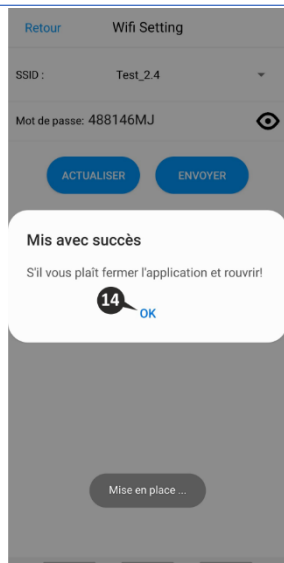 Retour Wifi Setting
SSID : Test_2.4
Mot de passe: 488146MJ
ACTUALISER ENVOYER
Mis avec succès
S'il vous plaît fermer l'application et rouvrir!
14
OK
Mise en place ...